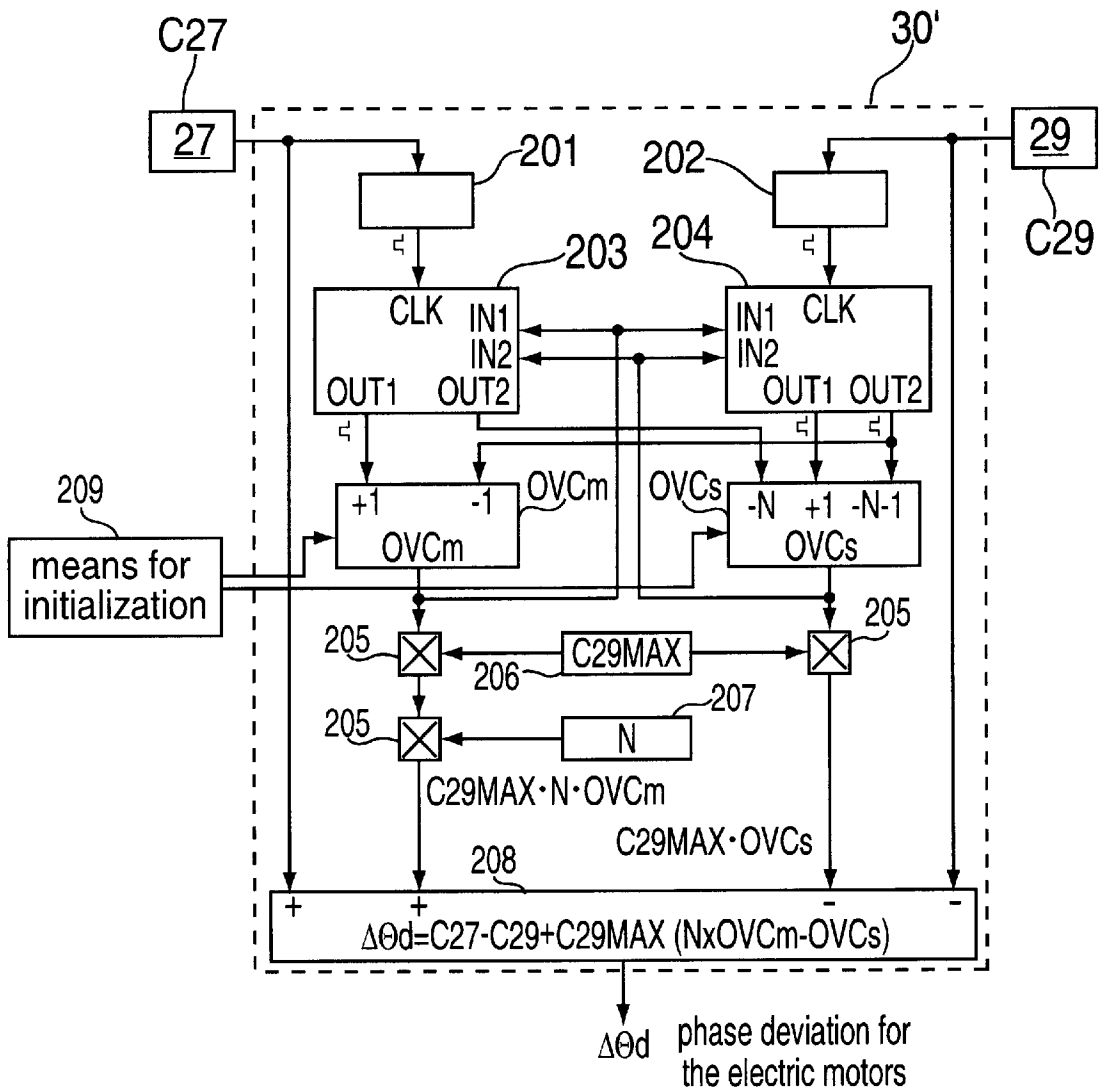 C27
30'
27
29
201
202
C29
203
204
CLK
IN1
IN2
OUT1
OUT2
IN1
CLK
IN2
OUT1
OUT2
209
+1
-1
OVCm
OVCm
OVCs
-N
+1
-N-1
OVCs
means for
initialization
205
206
C29MAX
205
205
207
N
C29MAX·N·OVCm
C29MAX·OVCs
208
+
+
-
-
ΔΘd=C27-C29+C29MAX (NxOVCm-OVCs)
ΔΘd
phase deviation for
the electric motors